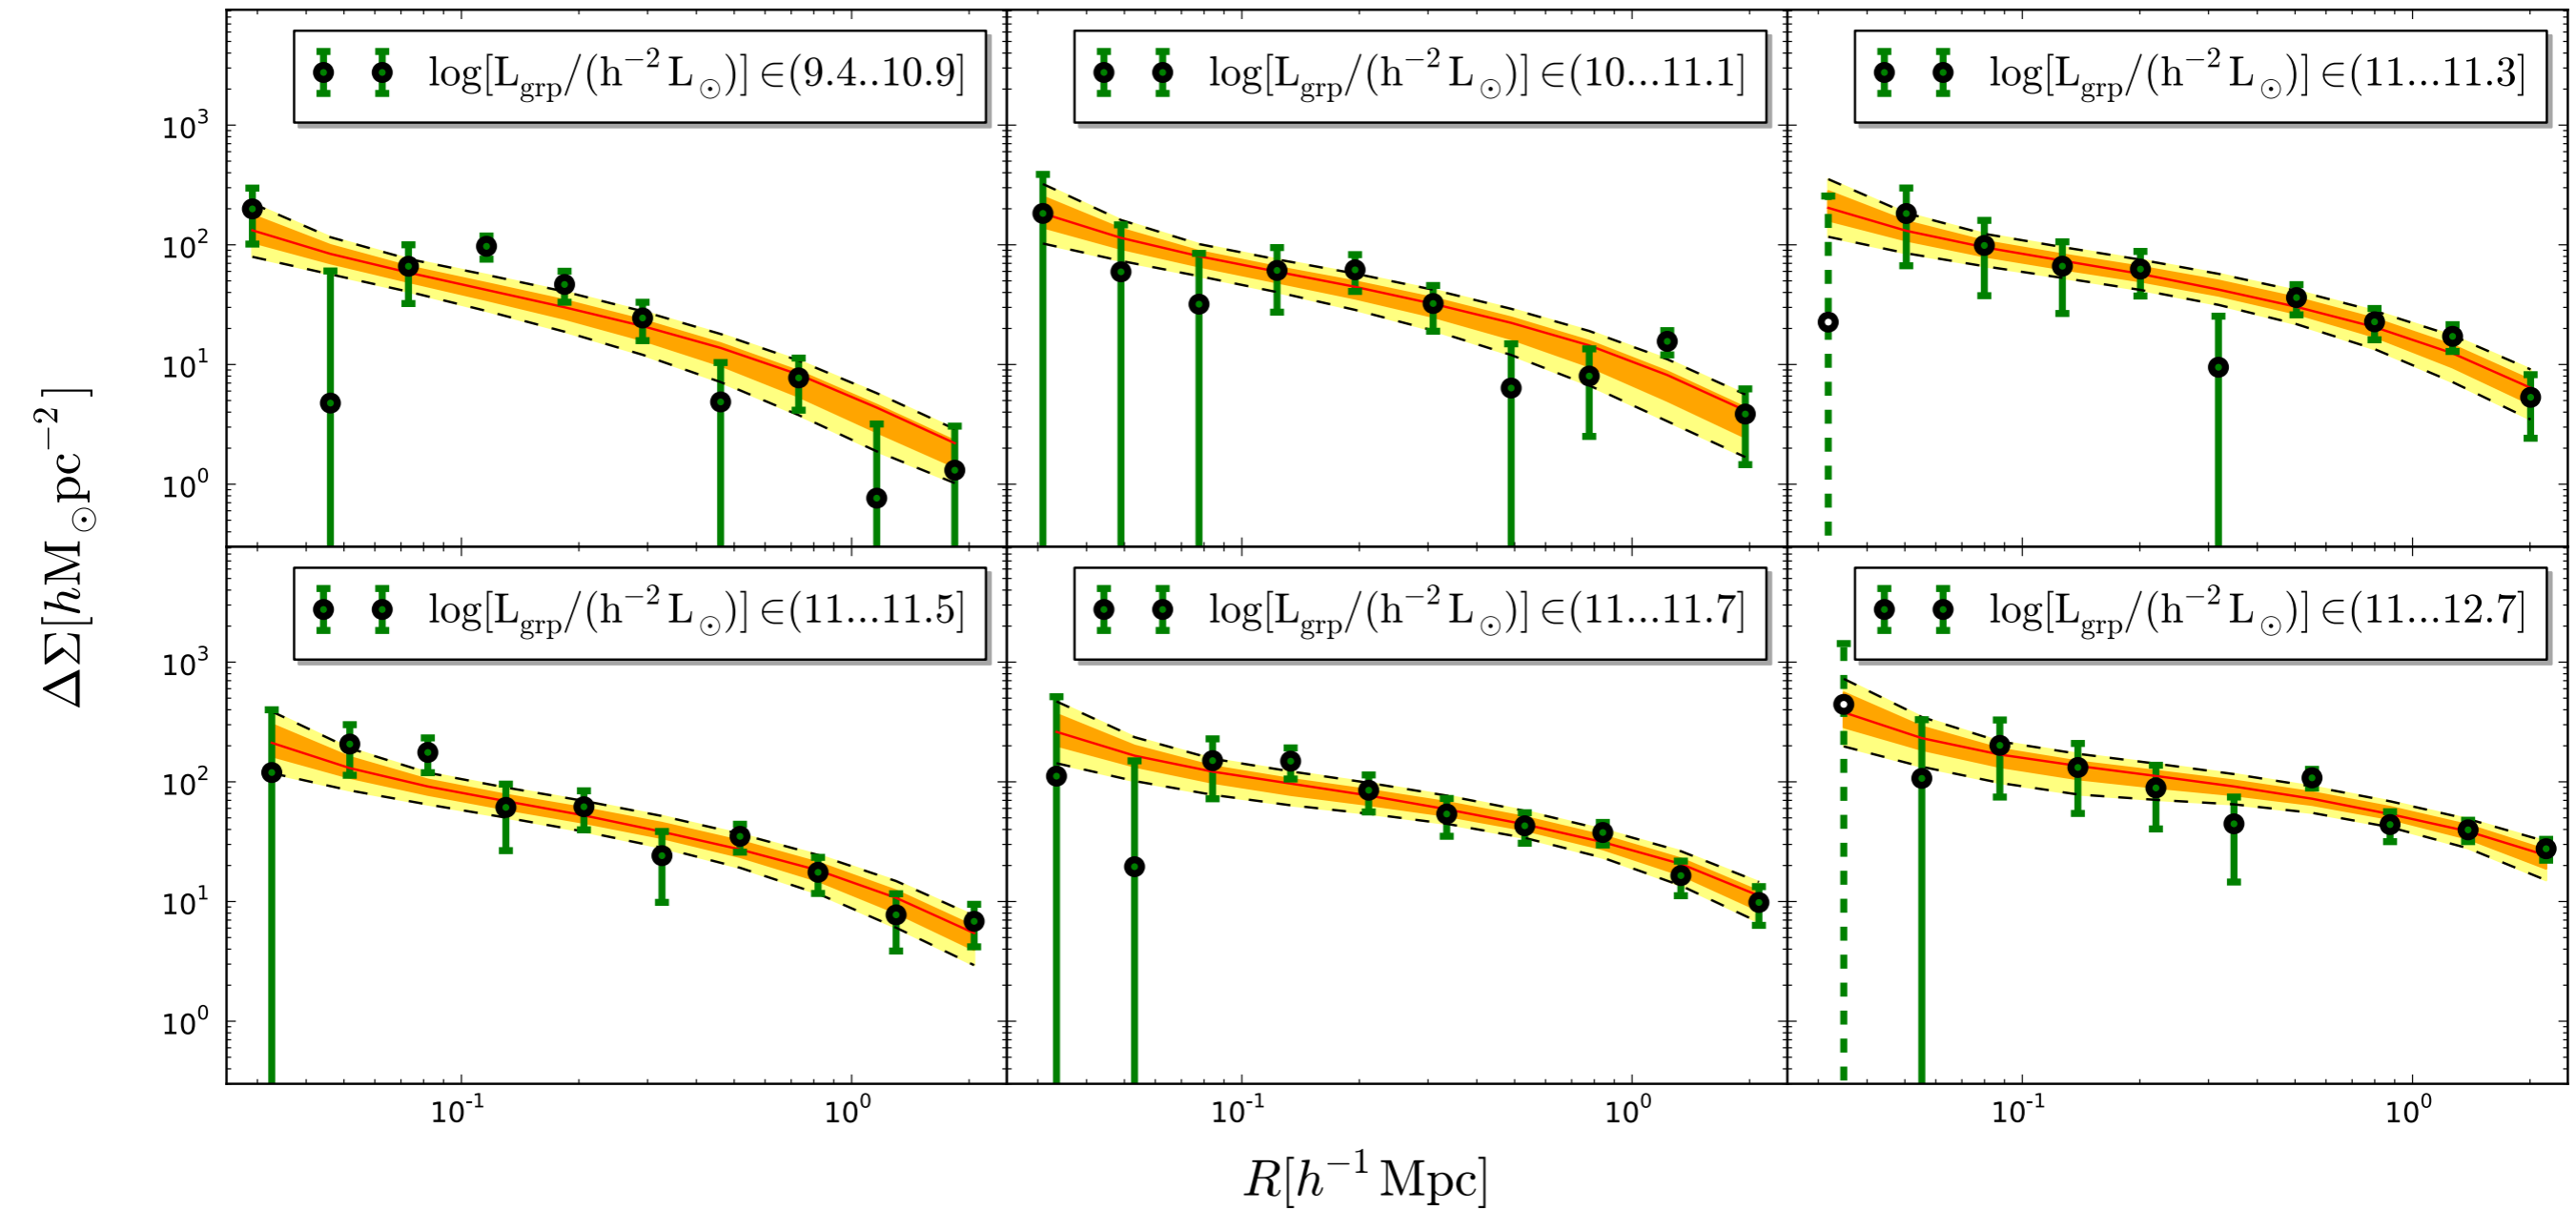 log[L_grp/(h^−2 L_⊙)] ∈(9.4..10.9]
log[L_grp/(h^−2 L_⊙)] ∈(10...11.1]
log[L_grp/(h^−2 L_⊙)] ∈(11...11.3]
10^3
10^2
10^1
10^0
ΔΣ[hM_⊙pc^−2]
log[L_grp/(h^−2 L_⊙)] ∈(11...11.5]
log[L_grp/(h^−2 L_⊙)] ∈(11...11.7]
log[L_grp/(h^−2 L_⊙)] ∈(11...12.7]
10^3
10^2
10^1
10^0
10^-1 10^0 10^-1 10^0 10^-1 10^0
R[h^−1 Mpc]